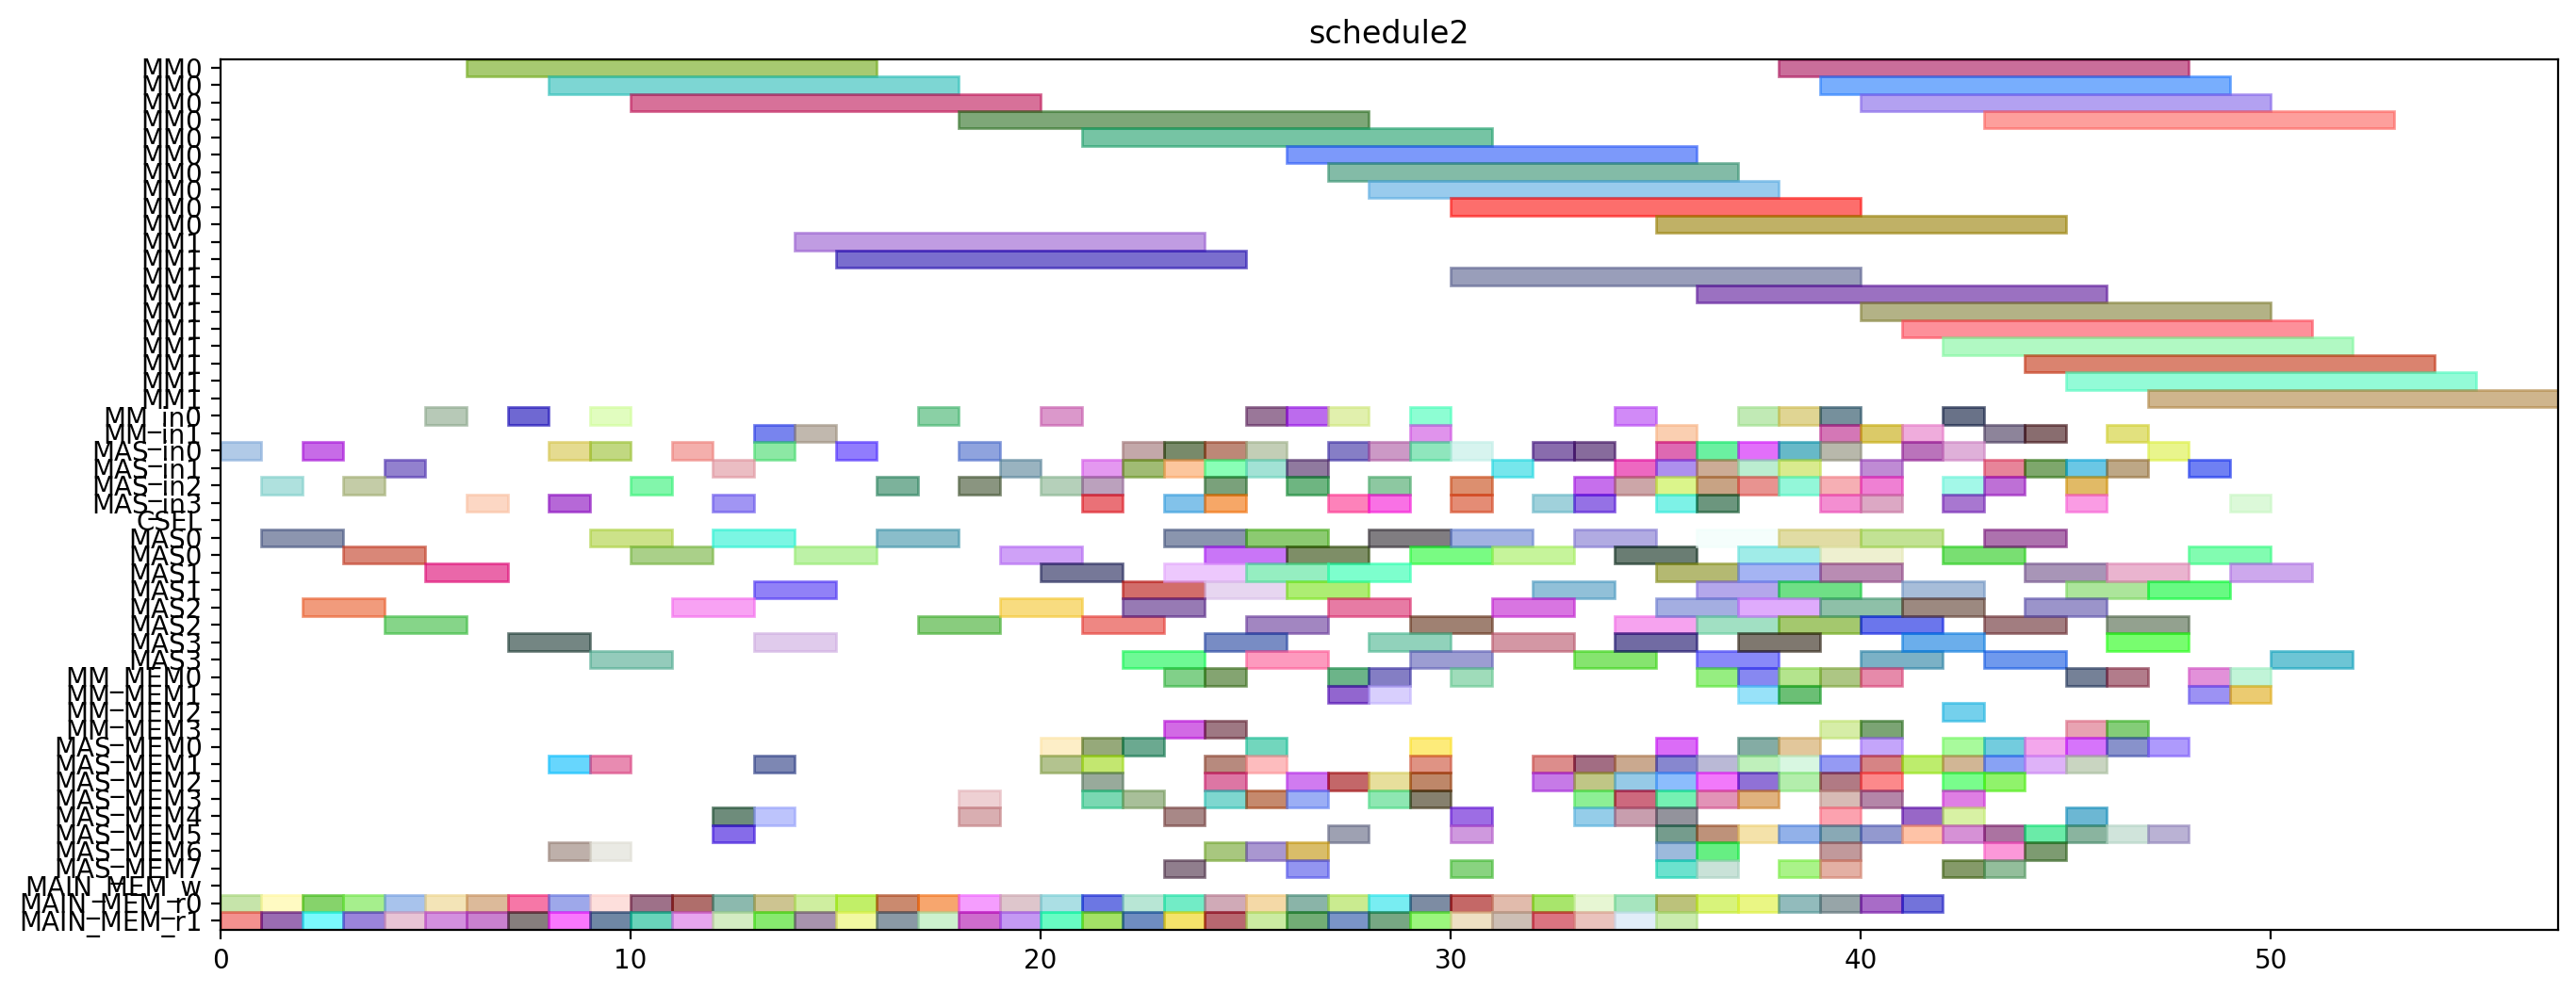 schedule2
MM0
MM0
MM0
MM0
MM0
MM0
MM0
MM0
MM0
MM0
MM1
MM1
MM1
MM1
MM1
MM1
MM1
MM1
MM1
MM1
MM_in0
MM_in1
MAS_in0
MAS_in1
MAS_in2
MAS_in3
CSEL
MAS0
MAS0
MAS1
MAS1
MAS2
MAS2
MAS3
MAS3
MM_MEM0
MM_MEM1
MM_MEM2
MM_MEM3
MAS_MEM0
MAS_MEM1
MAS_MEM2
MAS_MEM3
MAS_MEM4
MAS_MEM5
MAS_MEM6
MAS_MEM7
MAIN_MEM_w
MAIN_MEM_r0
MAIN_MEM_r1
0 10 20 30 40 50